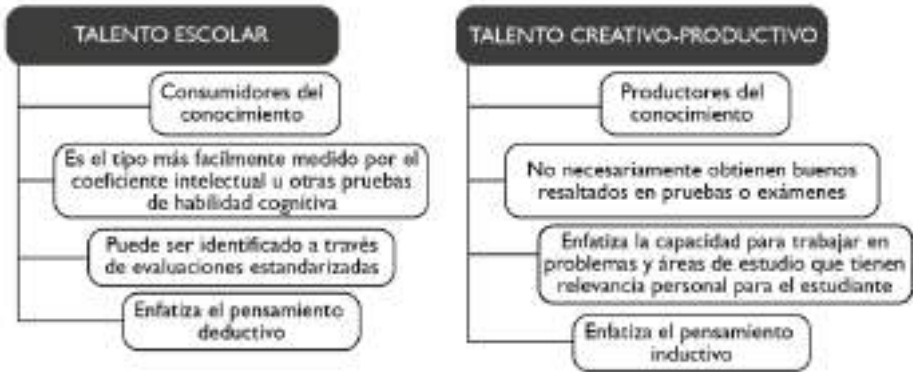 TALENTO ESCOLAR
Consumidores del
conocimiento
Es el tipo más facilmente medido por el
coeficiente intelectual u otras pruebas
de habilidad cognitiva
Puede ser identificado a través
de evaluaciones estandarizadas
Enfatiza el pensamiento
deductivo
TALENTO CREATIVO-PRODUCTIVO
Productores del
conocimiento
No necesariamente obtienen buenos
resaltados en pruebas o exámenes
Enfatiza la capacidad para trabajar en
problemas y áreas de estudio que tienen
relevancia personal para el estudiante
Enfatiza el pensamiento
inductivo